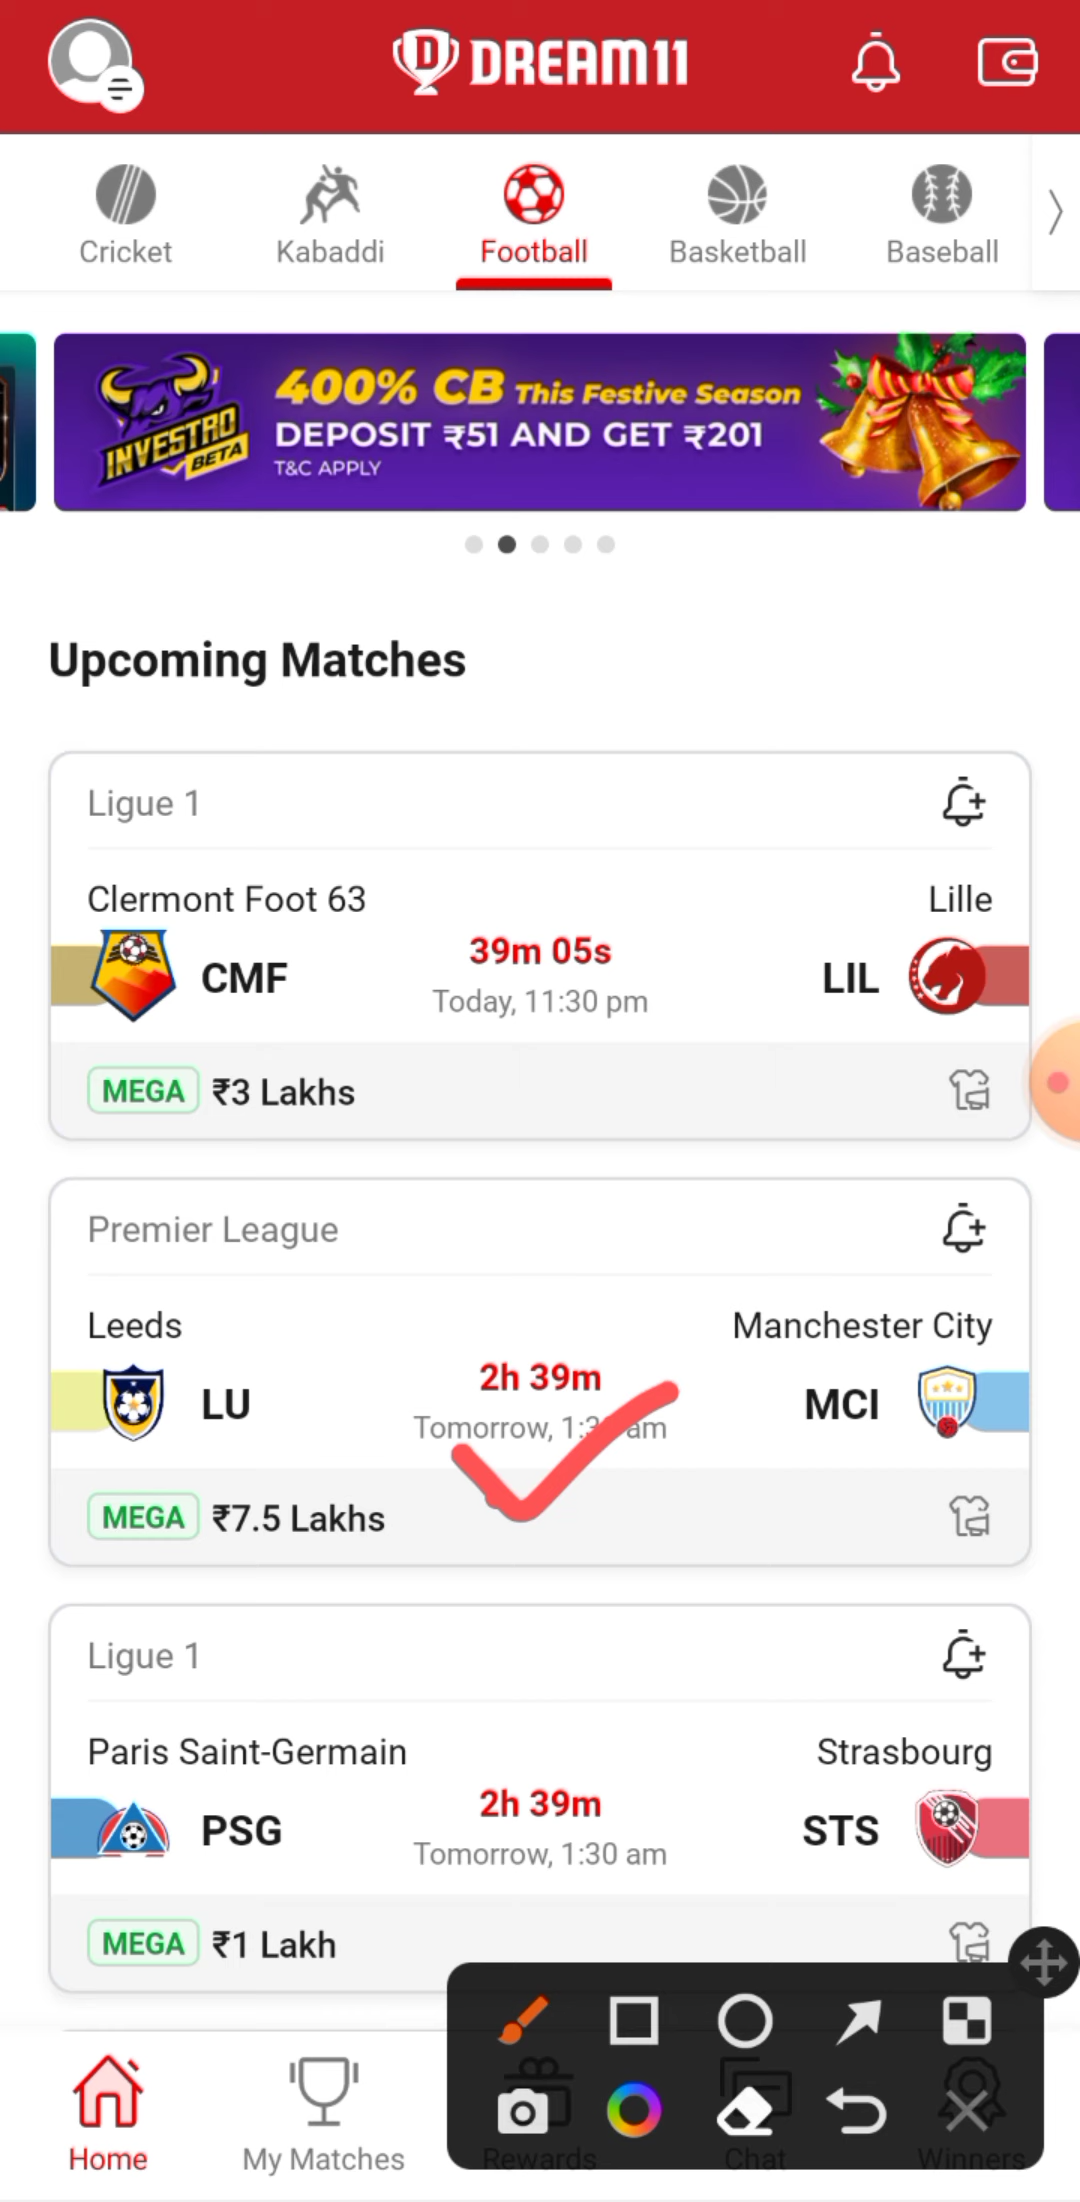 DREAM11
Cricket
Kabaddi
Football
Basketball
Baseball
INVESTRO
BETA
400% CB This Festive Season
DEPOSIT ₹51 AND GET ₹201
T&C APPLY
Upcoming Matches
Ligue 1
Clermont Foot 63
Lille
CMF
39m 05s
LIL
Today, 11:30 pm
MEGA ₹3 Lakhs
Premier League
Leeds
Manchester City
LU
2h 39m
MCI
Tomorrow, am
MEGA ₹7.5 Lakhs
Ligue 1
Paris Saint-Germain
Strasbourg
PSG
2h 39m
STS
Tomorrow, 1:30 am
MEGA ₹1 Lakh
Home
My Matches
Rewards
Chat
Winners